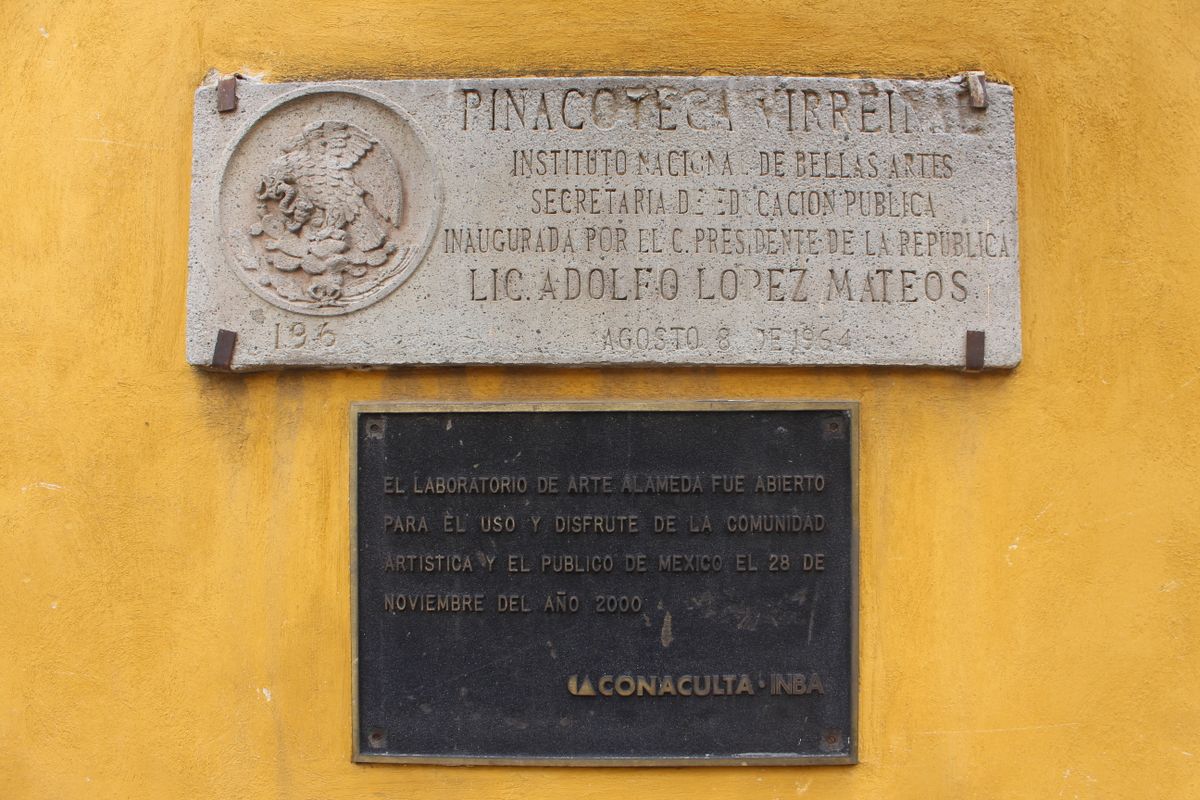 PINACOTECA VIRREINAL
INSTITUTO NACIONAL DE BELLAS ARTES
SECRETARIA DE EDUCACION PUBLICA
INAUGURADA POR EL C. PRESIDENTE DE LA REPUBLICA
LIC. ADOLFO LOPEZ MATEOS
AGOSTO 8 DE 1964
196
EL LABORATORIO DE ARTE ALAMEDA FUE ABIERTO
PARA EL USO Y DISFRUTE DE LA COMUNIDAD
ARTISTICA Y EL PUBLICO DE MEXICO EL 28 DE
NOVIEMBRE DEL AÑO 2000
CONACULTA · INBA